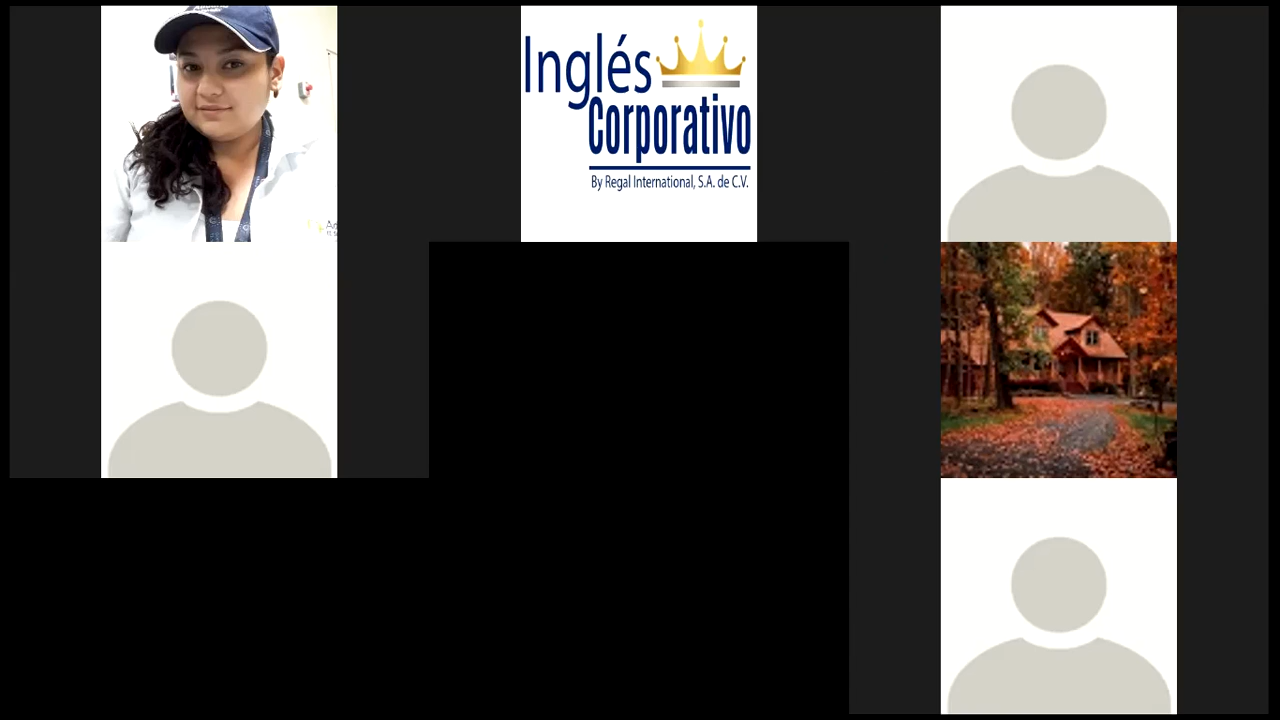 Inglés
Corporativo
By Regal International, S.A. de C.V.